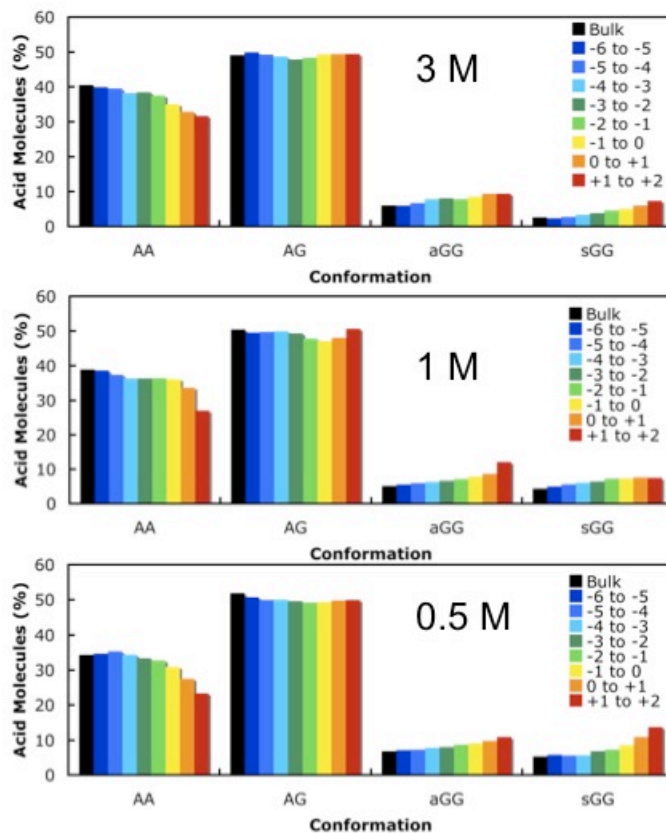 Acid Molecules (%)
60
50
40
30
20
10
0
3 M
Bulk
-6 to -5
-5 to -4
-4 to -3
-3 to -2
-2 to -1
-1 to 0
0 to +1
+1 to +2
AA AG aGG sGG
Conformation
Acid Molecules (%)
60
50
40
30
20
10
0
1 M
Bulk
-6 to -5
-5 to -4
-4 to -3
-3 to -2
-2 to -1
-1 to 0
0 to +1
+1 to +2
AA AG aGG sGG
Conformation
Acid Molecules (%)
60
50
40
30
20
10
0
0.5 M
Bulk
-6 to -5
-5 to -4
-4 to -3
-3 to -2
-2 to -1
-1 to 0
0 to +1
+1 to +2
AA AG aGG sGG
Conformation